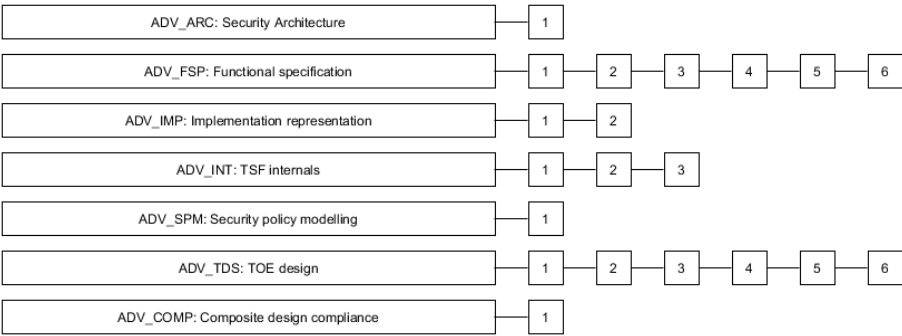 ADV_ARC: Security Architecture 1
ADV_FSP: Functional specification 1 2 3 4 5 6
ADV_IMP: Implementation representation 1 2
ADV_INT: TSF internals 1 2 3
ADV_SPM: Security policy modelling 1
ADV_TDS: TOE design 1 2 3 4 5 6
ADV_COMP: Composite design compliance 1